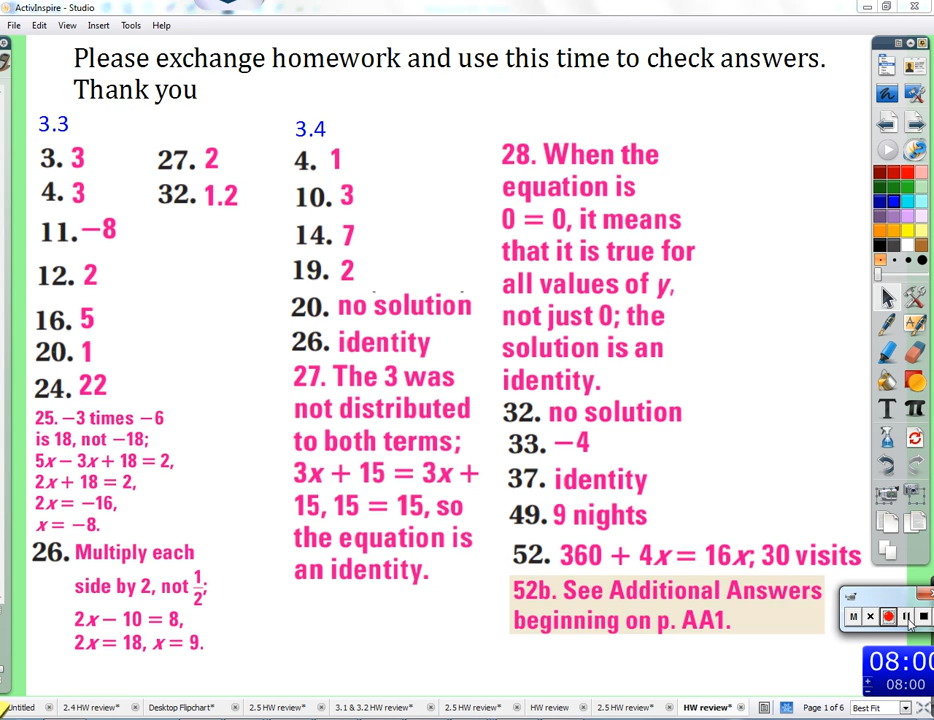 ActivInspire - Studio
File Edit View Insert Tools Help
Please exchange homework and use this time to check answers.
Thank you
3.3
3. 3
27. 2
4. 3
32. 1.2
11. −8
12. 2
16. 5
20. 1
24. 22
25. −3 times −6
is 18, not −18;
5x − 3x + 18 = 2,
2x + 18 = 2,
2x = −16,
x = −8.
26. Multiply each
side by 2, not 1/2;
2x − 10 = 8,
2x = 18, x = 9.
3.4
4. 1
10. 3
14. 7
19. 2
20. no solution
26. identity
27. The 3 was
not distributed
to both terms;
3x + 15 = 3x +
15, 15 = 15, so
the equation is
an identity.
28. When the
equation is
0 = 0, it means
that it is true for
all values of y,
not just 0; the
solution is an
identity.
32. no solution
33. −4
37. identity
49. 9 nights
52. 360 + 4x = 16x; 30 visits
52b. See Additional Answers
beginning on p. AA1.
M
08:00
08:00
Untitled 2.4 HW review* Desktop Flipchart* 2.5 HW review* 3.1 & 3.2 HW review* 2.5 HW review* HW review 2.5 HW review* HW review* Page 1 of 6 Best Fit